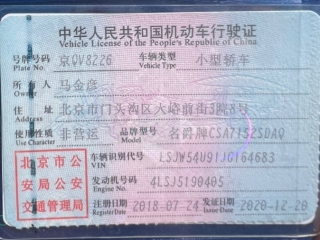 中华人民共和国机动车行驶证
Vehicle License of the People's Republic of China
号牌号码 京QV8226 车辆类型 小型轿车
Plate No. Vehicle Type
所有人 马金彦
Owner
住址 北京市门头沟区大峪前街3院8号
Address
使用性质 非营运 品牌型号 名爵牌CSA7152SDAQ
Use Character Model
北京市公安局公安交通管理局
车辆识别代号 LSJW54U91JG164683
VIN
发动机号码 4LSJ5190405
Engine No.
注册日期 2018-07-24 发证日期 2020-12-20
Register Date Issue Date